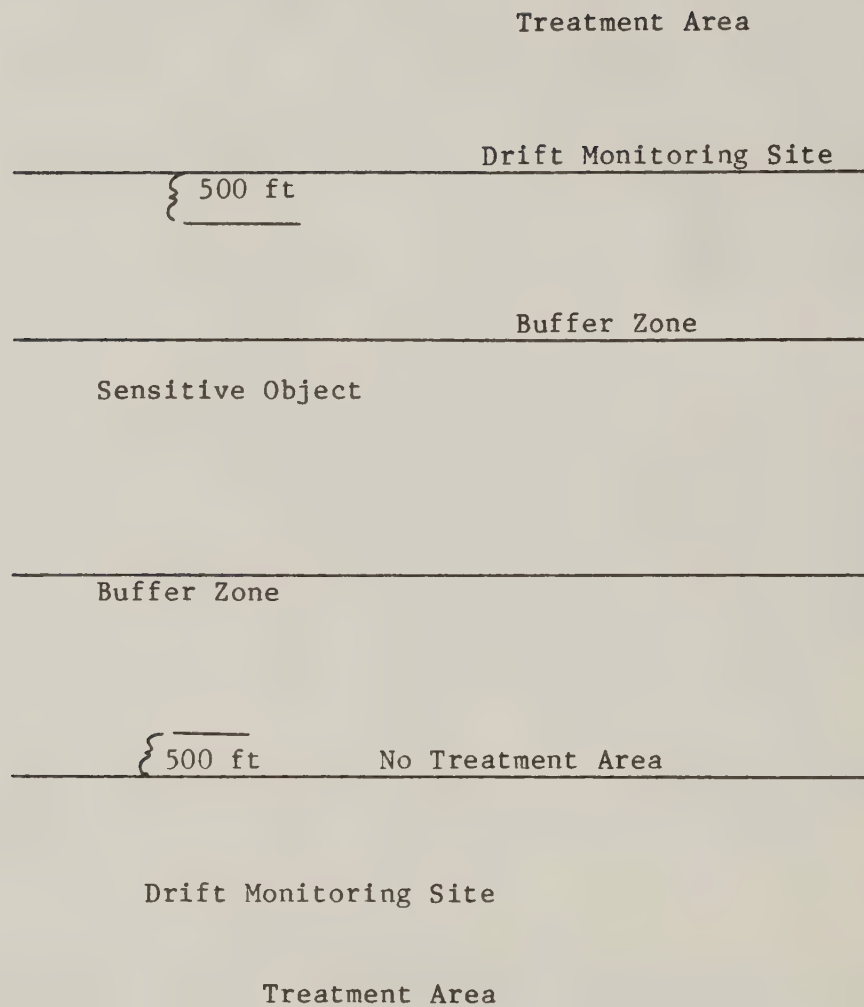 Treatment Area
Drift Monitoring Site
500 ft
Buffer Zone
Sensitive Object
Buffer Zone
500 ft No Treatment Area
Drift Monitoring Site
Treatment Area